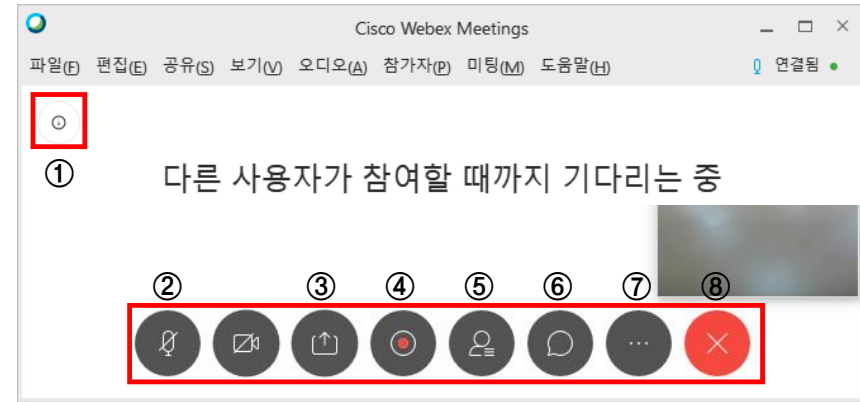 Cisco Webex Meetings
파일(F) 편집(E) 공유(S) 보기(V) 오디오(A) 참가자(P) 미팅(M) 도움말(H) 연결됨
①
다른 사용자가 참여할 때까지 기다리는 중
② ③ ④ ⑤ ⑥ ⑦ ⑧